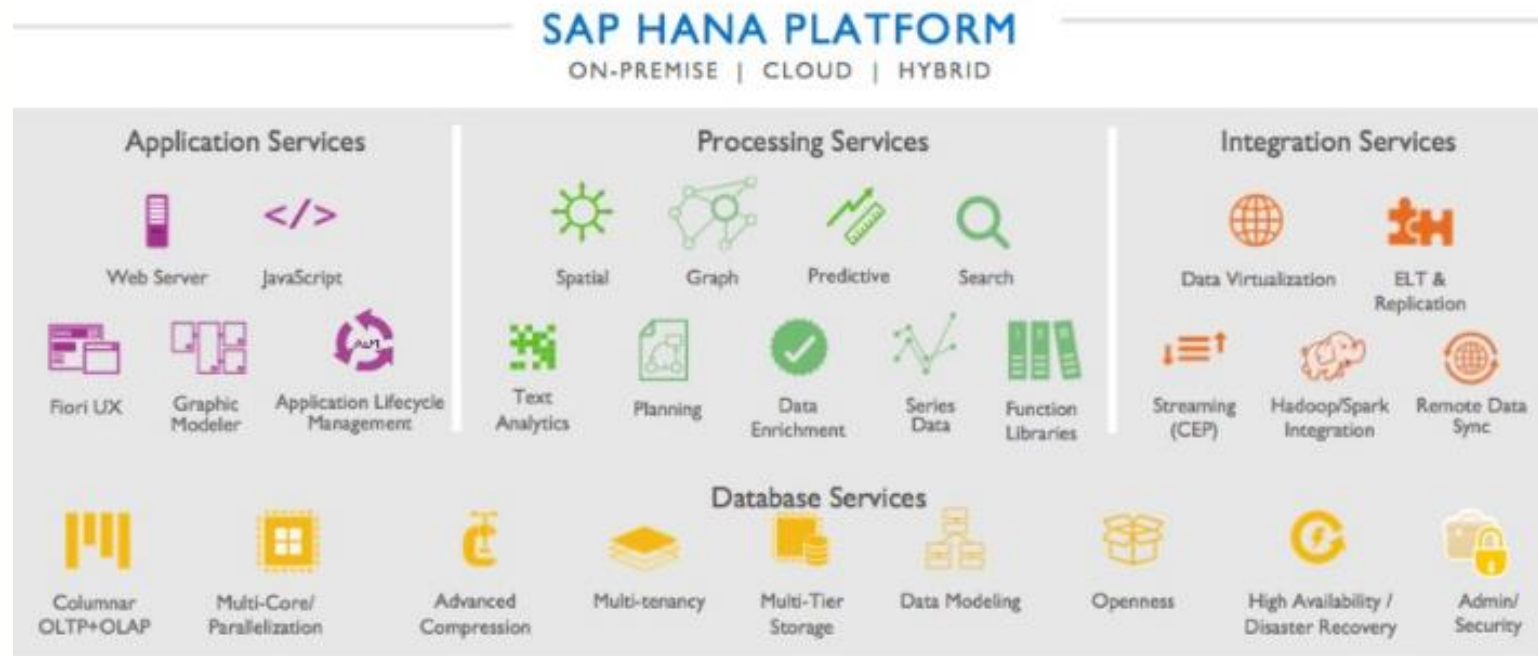 SAP HANA PLATFORM
ON-PREMISE | CLOUD | HYBRID
Application Services
Web Server
JavaScript
Fiori UX
Graphic
Modeler
ALM
Application Lifecycle
Management
Processing Services
Spatial
Graph
Predictive
Search
Text
Analytics
Planning
Data
Enrichment
Series
Data
Function
Libraries
Integration Services
Data Virtualization
ELT &
Replication
Streaming
(CEP)
Hadoop/Spark
Integration
Remote Data
Sync
Database Services
Columnar
OLTP+OLAP
Multi-Core/
Parallelization
Advanced
Compression
Multi-tenancy
Multi-Tier
Storage
Data Modeling
Openness
High Availability /
Disaster Recovery
Admin/
Security